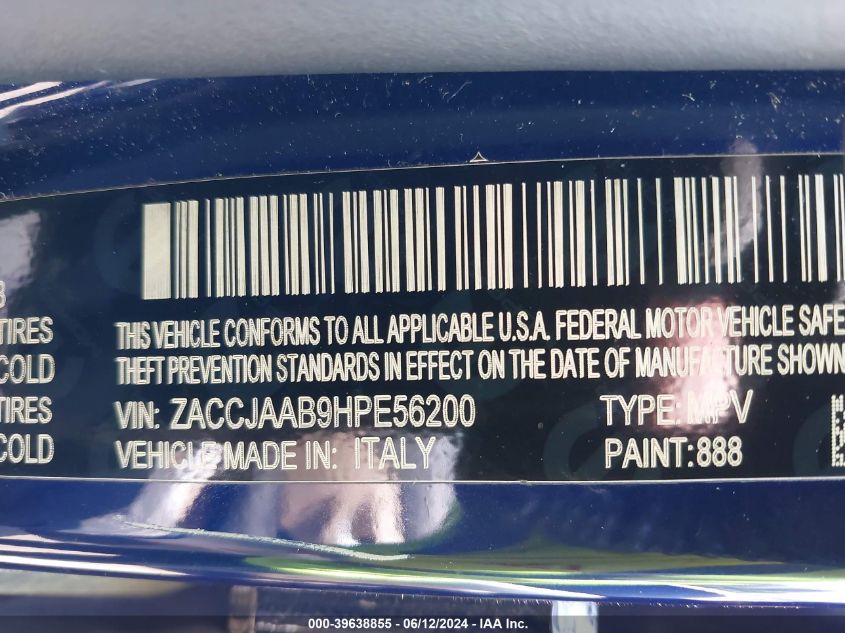 TIRES
COLD
TIRES
COLD
THIS VEHICLE CONFORMS TO ALL APPLICABLE U.S.A. FEDERAL MOTOR VEHICLE SAFE
THEFT PREVENTION STANDARDS IN EFFECT ON THE DATE OF MANUFACTURE SHOWN
VIN: ZACCJAAB9HPE56200 TYPE: MPV
VEHICLE MADE IN: ITALY PAINT: 888
000-39638855 - 06/12/2024 - IAA Inc.